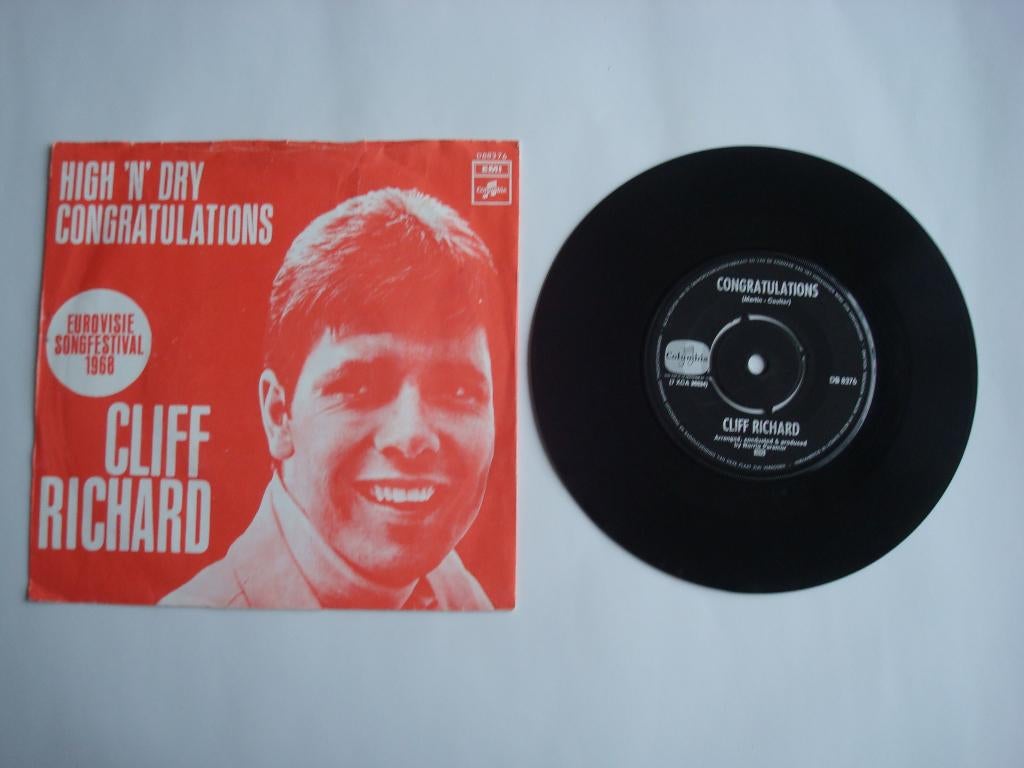 HIGH 'N' DRY
CONGRATULATIONS
DB8376
EMI
Columbia
EUROVISIE
SONGFESTIVAL
1968
CLIFF
RICHARD
CONGRATULATIONS
(Martin - Coulter)
Columbia
DB 8376
CLIFF RICHARD
Arranged, conducted & produced
by Norrie Paramor